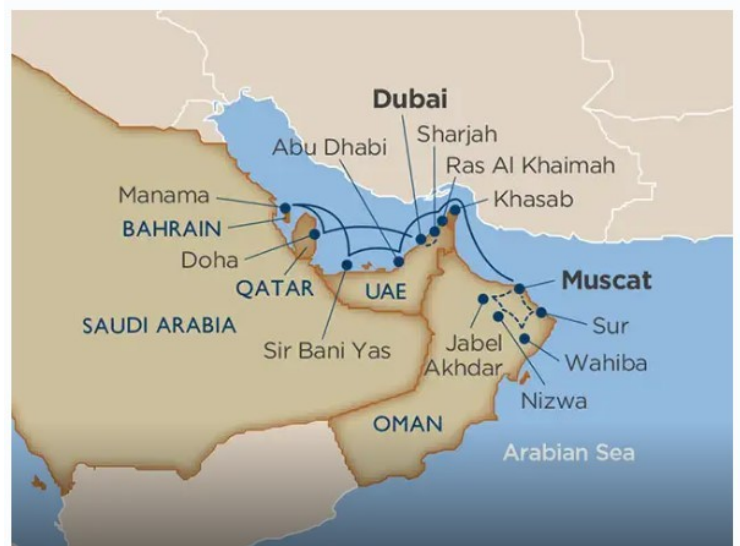 Dubai
Sharjah
Abu Dhabi
Ras Al Khaimah
Manama
Khasab
BAHRAIN
Doha
QATAR
UAE
Muscat
SAUDI ARABIA
Sir Bani Yas
Jabel
Akhdar
Sur
Wahiba
Nizwa
OMAN
Arabian Sea